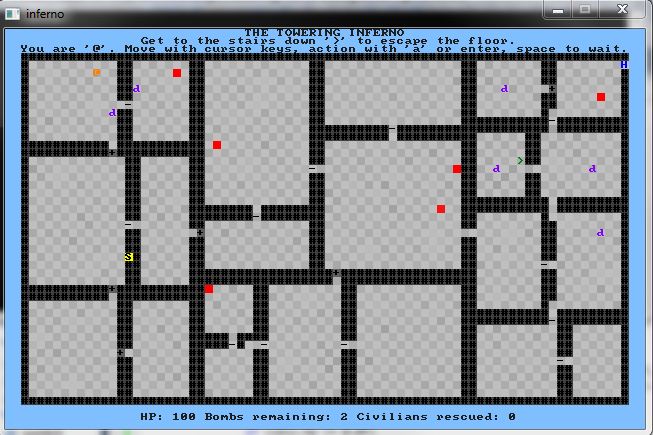 inferno
THE TOWERING INFERNO
Get to the stairs down '>' to escape the floor.
You are '@'. Move with cursor keys, action with 'a' or enter, space to wait.
HP: 100 Bombs remaining: 2 Civilians rescued: 0